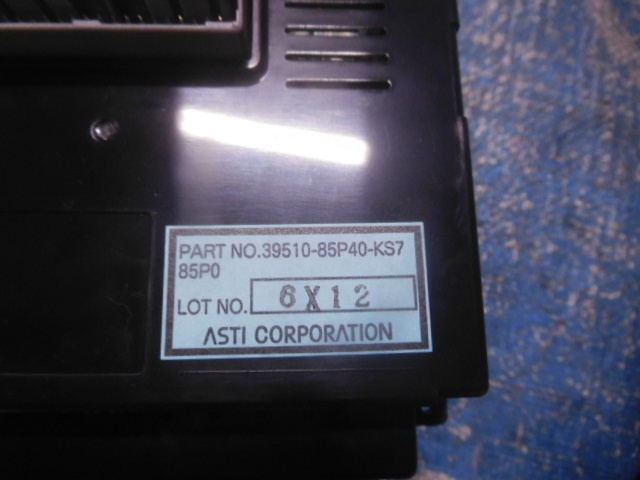 PART NO.39510-85P40-KS7
85P0
LOT NO. 6X12
ASTI CORPORATION